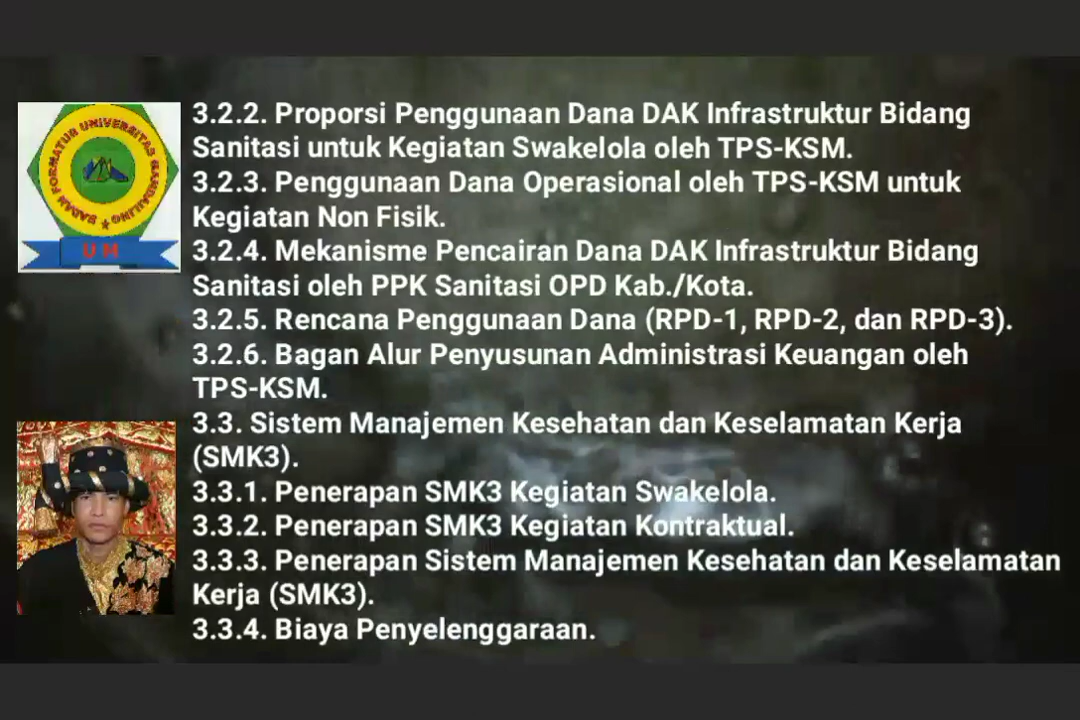 BADAN FORMATUR UNIVERSITAS MANDAILING
UM
3.2.2. Proporsi Penggunaan Dana DAK Infrastruktur Bidang
Sanitasi untuk Kegiatan Swakelola oleh TPS-KSM.
3.2.3. Penggunaan Dana Operasional oleh TPS-KSM untuk
Kegiatan Non Fisik.
3.2.4. Mekanisme Pencairan Dana DAK Infrastruktur Bidang
Sanitasi oleh PPK Sanitasi OPD Kab./Kota.
3.2.5. Rencana Penggunaan Dana (RPD-1, RPD-2, dan RPD-3).
3.2.6. Bagan Alur Penyusunan Administrasi Keuangan oleh
TPS-KSM.
3.3. Sistem Manajemen Kesehatan dan Keselamatan Kerja
(SMK3).
3.3.1. Penerapan SMK3 Kegiatan Swakelola.
3.3.2. Penerapan SMK3 Kegiatan Kontraktual.
3.3.3. Penerapan Sistem Manajemen Kesehatan dan Keselamatan
Kerja (SMK3).
3.3.4. Biaya Penyelenggaraan.